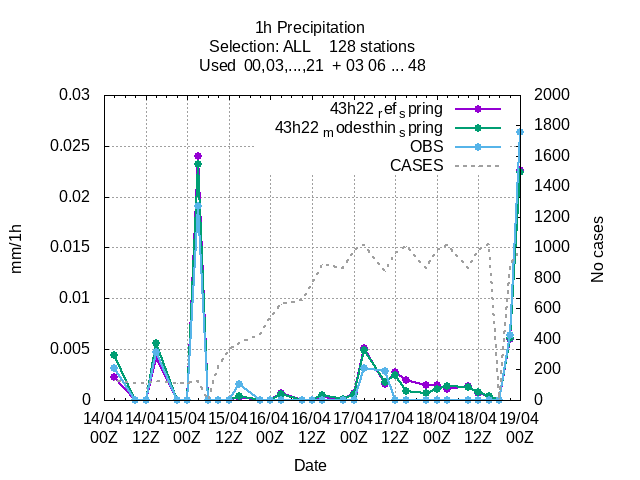 1h Precipitation
Selection: ALL 128 stations
Used 00,03,...,21 + 03 06 ... 48
0.03
0.025
0.02
0.015
0.01
0.005
0
2000
1800
1600
1400
1200
1000
800
600
400
200
0
43h22 ref spring
43h22 modesthin spring
OBS
CASES
mm/1h
No cases
14/04 14/04 15/04 15/04 16/04 16/04 17/04 17/04 18/04 18/04 19/04
00Z 12Z 00Z 12Z 00Z 12Z 00Z 12Z 00Z 12Z 00Z
Date